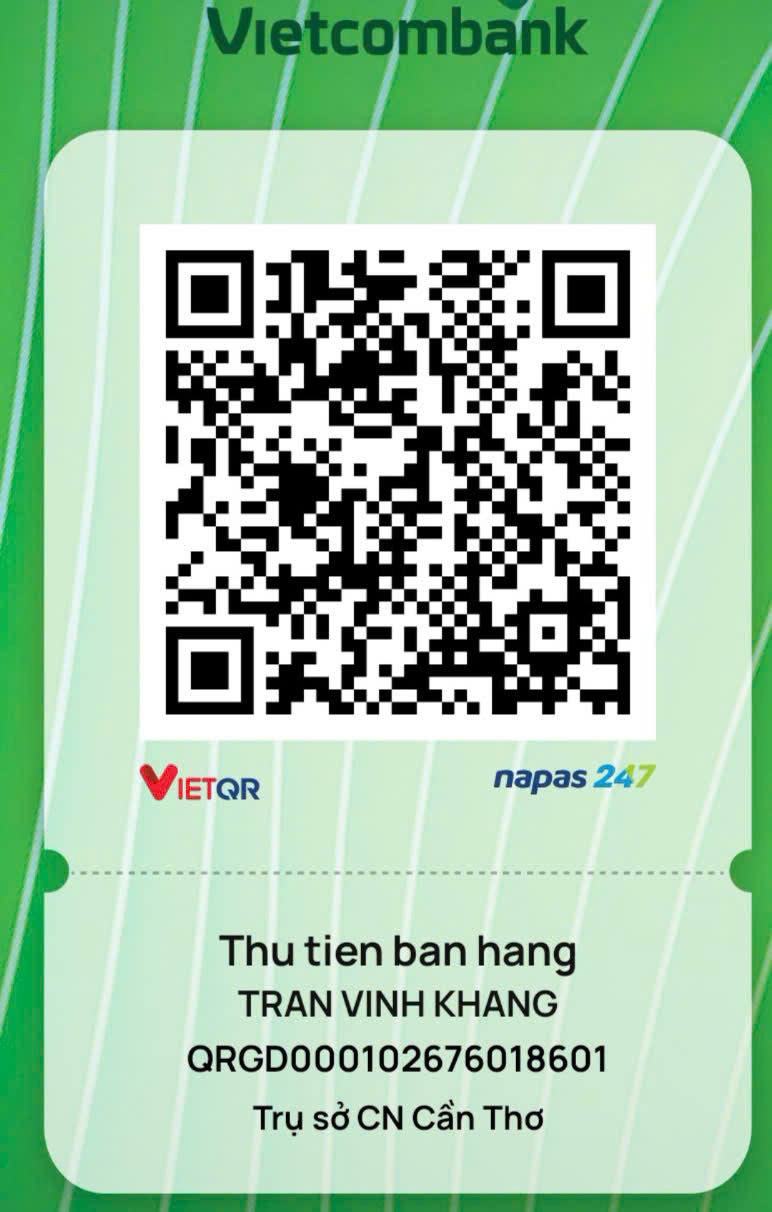 Vietcombank
VIETQR
napas 247
Thu tien ban hang
TRAN VINH KHANG
QRGD000102676018601
Trụ sở CN Cần Thơ